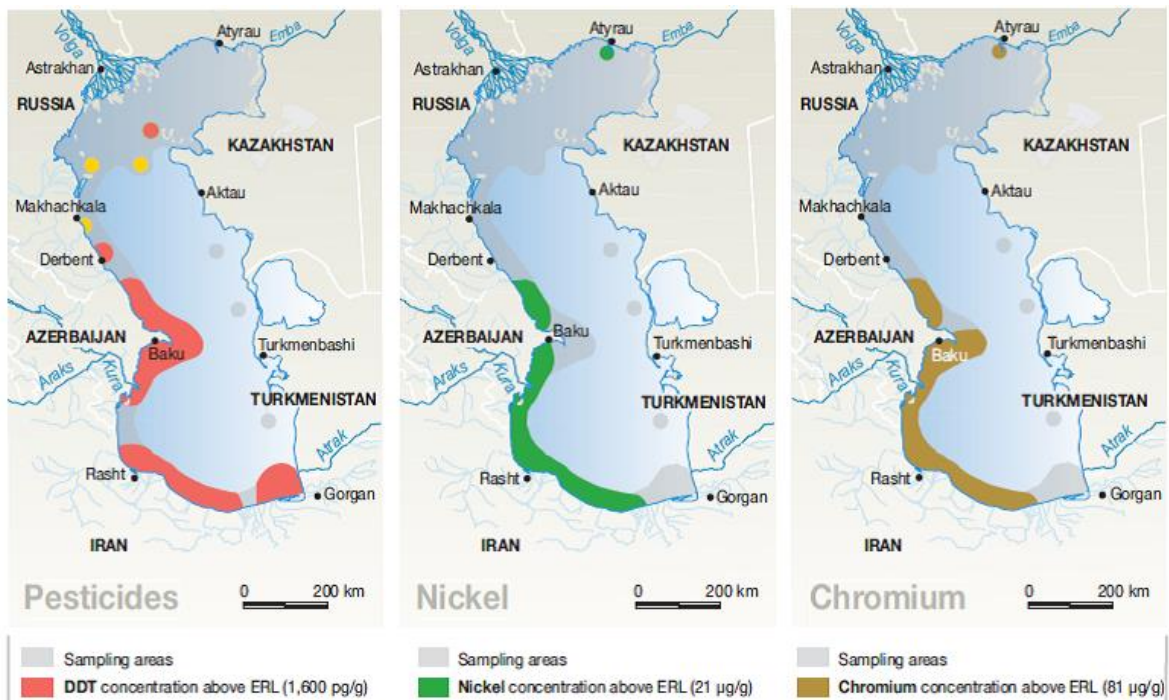 Atyrau
Emba
Volga
Astrakhan
RUSSIA
KAZAKHSTAN
Aktau
Makhachkala
Derbent
AZERBAIJAN
Baku
Turkmenbashi
Araks
Kura
TURKMENISTAN
Atrak
Rasht
Gorgan
IRAN
Pesticides
0 200 km
Sampling areas
DDT concentration above ERL (1,600 pg/g)
Atyrau
Emba
Volga
Astrakhan
RUSSIA
KAZAKHSTAN
Aktau
Makhachkala
Derbent
AZERBAIJAN
Baku
Turkmenbashi
Araks
Kura
TURKMENISTAN
Atrak
Rasht
Gorgan
IRAN
Nickel
0 200 km
Sampling areas
Nickel concentration above ERL (21 µg/g)
Atyrau
Emba
Volga
Astrakhan
RUSSIA
KAZAKHSTAN
Aktau
Makhachkala
Derbent
AZERBAIJAN
Baku
Turkmenbashi
Araks
Kura
TURKMENISTAN
Atrak
Rasht
Gorgan
IRAN
Chromium
0 200 km
Sampling areas
Chromium concentration above ERL (81 µg/g)